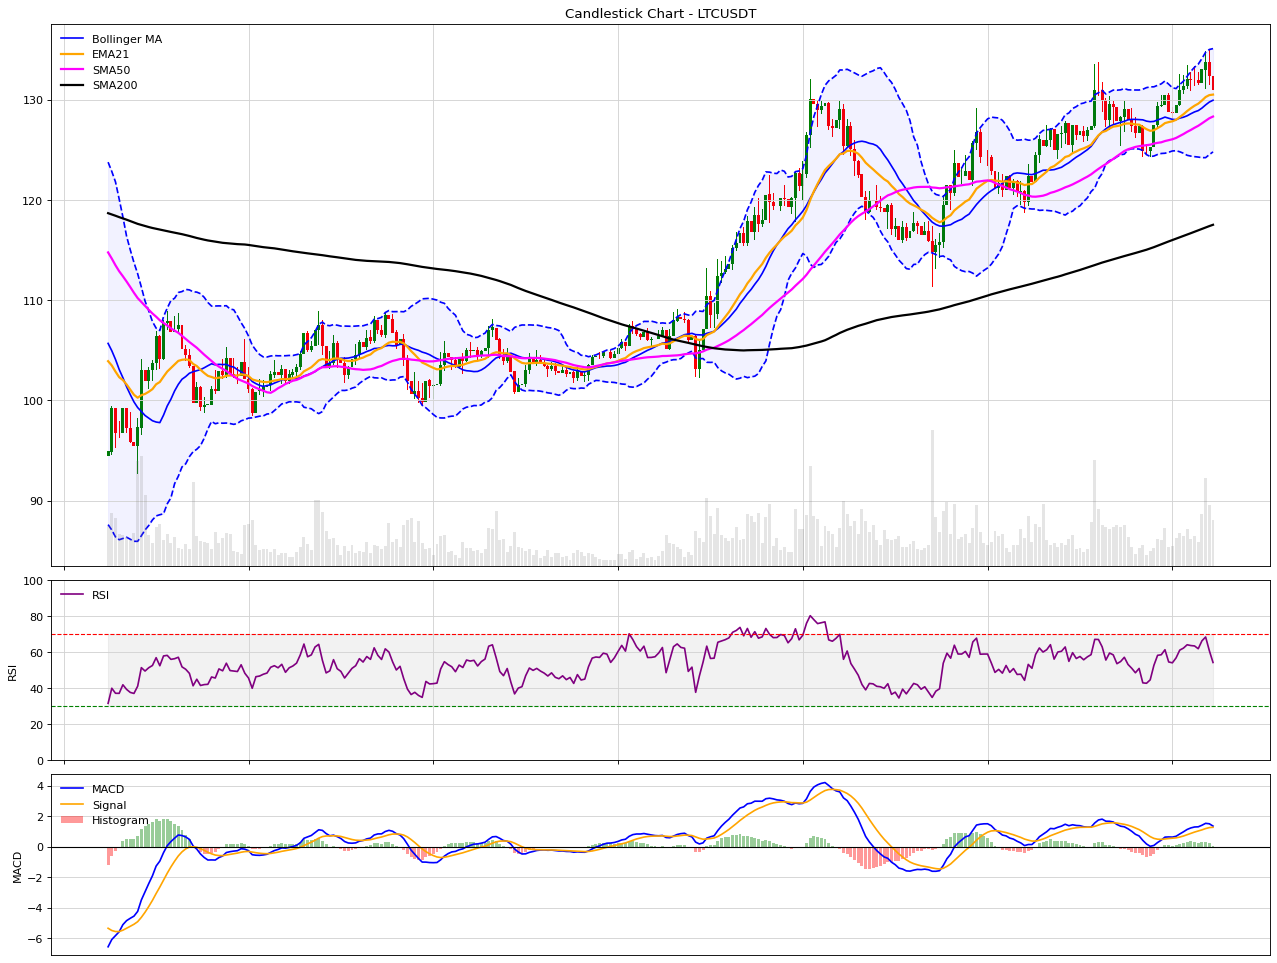 Candlestick Chart - LTCUSDT
Bollinger MA
EMA21
SMA50
SMA200
130
120
110
100
90
100
80
60
40
20
0
RSI
RSI
4
2
0
−2
−4
−6
MACD
MACD
Signal
Histogram